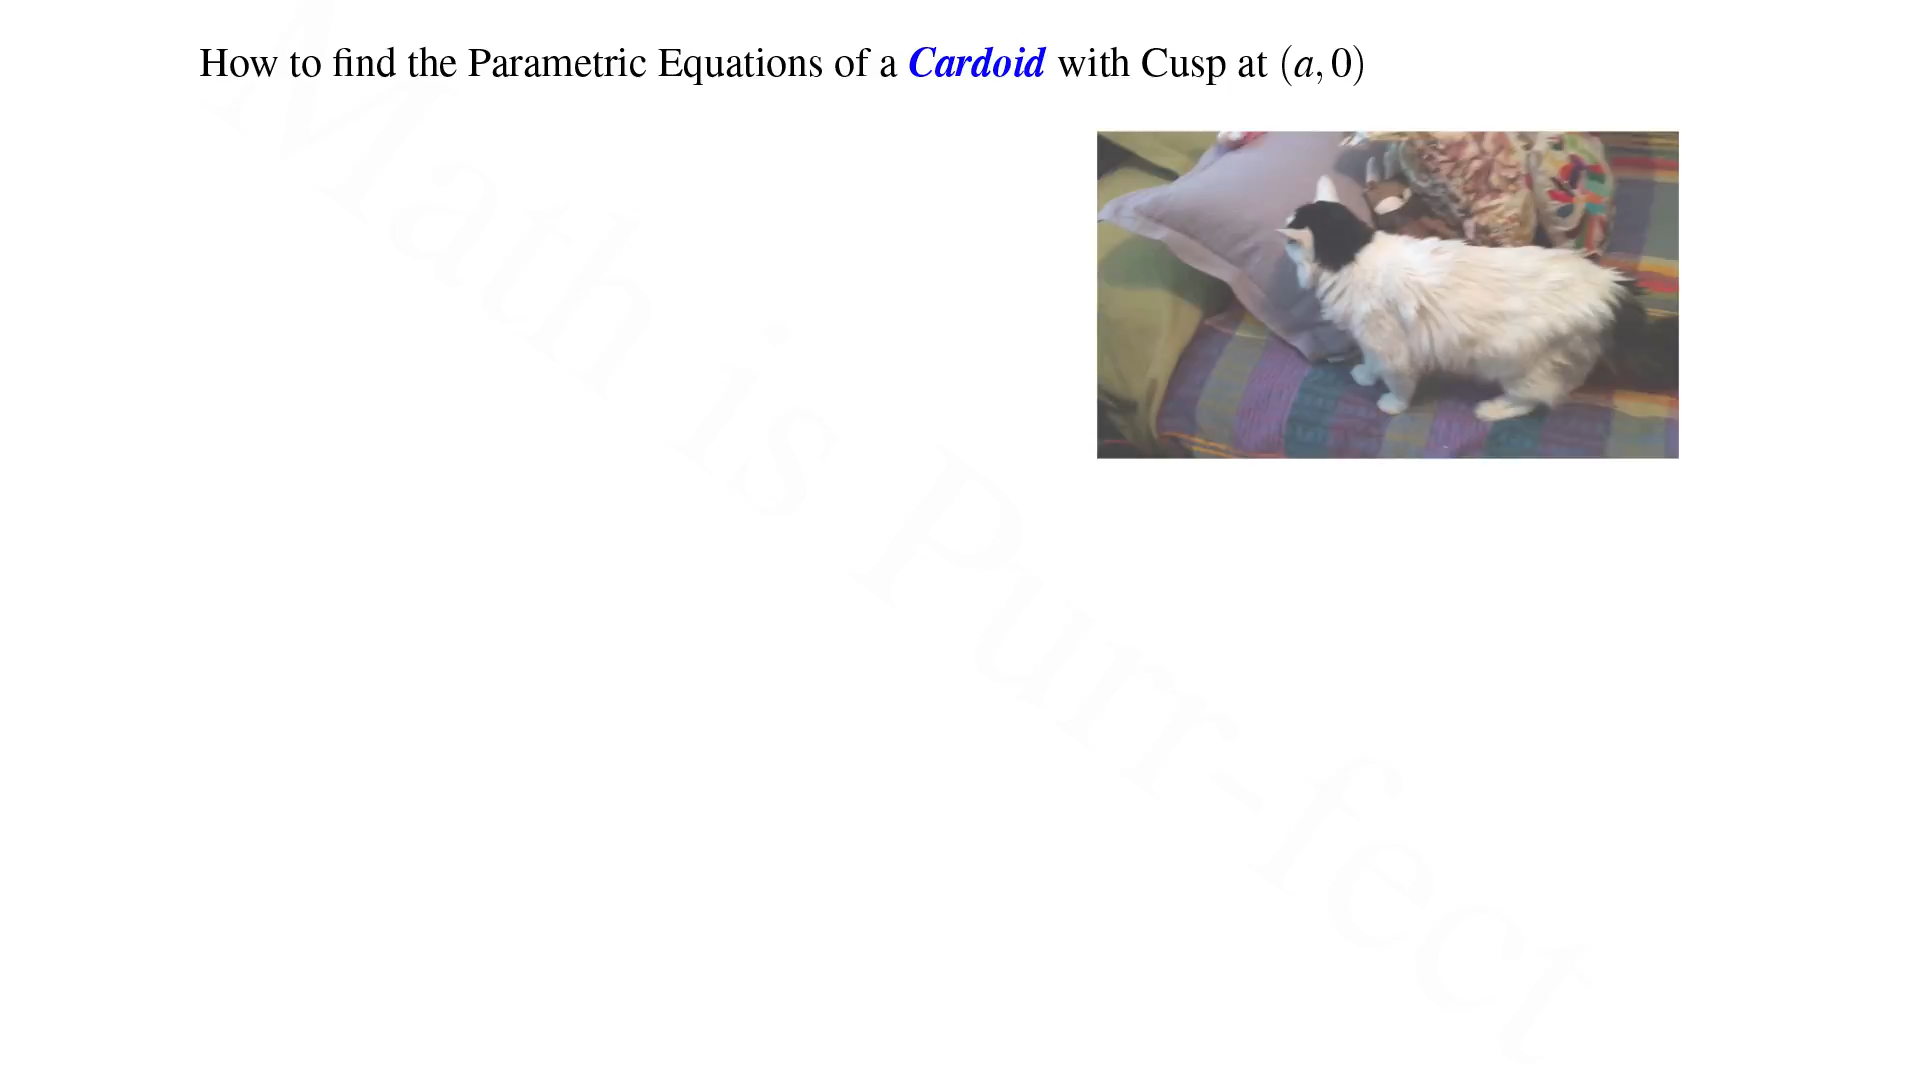 How to find the Parametric Equations of a Cardoid with Cusp at (a, 0)
Math is Purr-fect